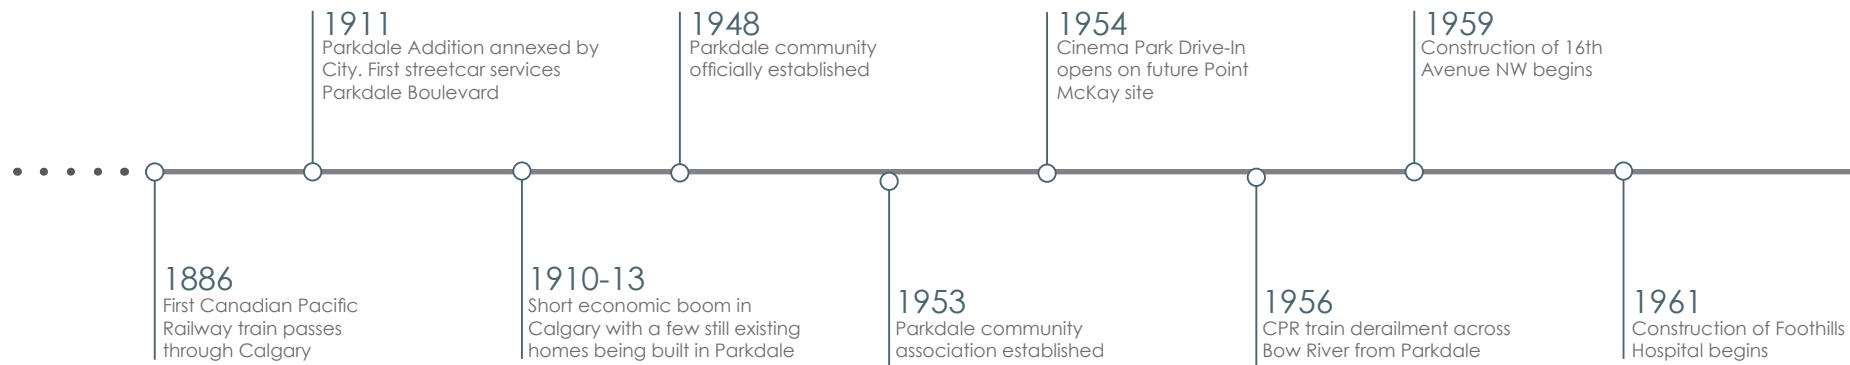 1911
Parkdale Addition annexed by
City. First streetcar services
Parkdale Boulevard
1948
Parkdale community
officially established
1954
Cinema Park Drive-In
opens on future Point
McKay site
1959
Construction of 16th
Avenue NW begins
1886
First Canadian Pacific
Railway train passes
through Calgary
1910-13
Short economic boom in
Calgary with a few still existing
homes being built in Parkdale
1953
Parkdale community
association established
1956
CPR train derailment across
Bow River from Parkdale
1961
Construction of Foothills
Hospital begins